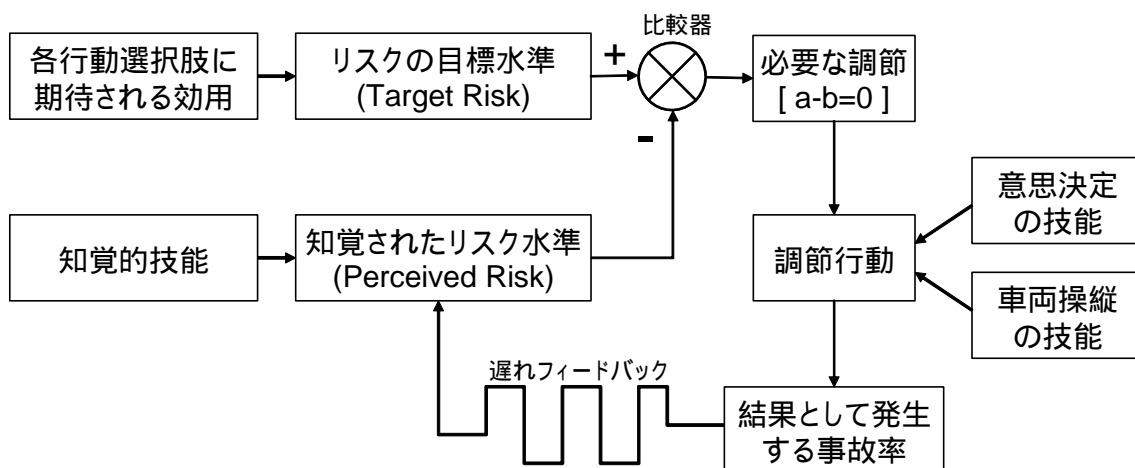 比較器
各行動選択肢に
期待される効用
リスクの目標水準
(Target Risk)
+
-
必要な調節
[ a-b=0 ]
意思決定
の技能
知覚的技能
知覚されたリスク水準
(Perceived Risk)
調節行動
車両操縦
の技能
遅れフィードバック
結果として発生
する事故率